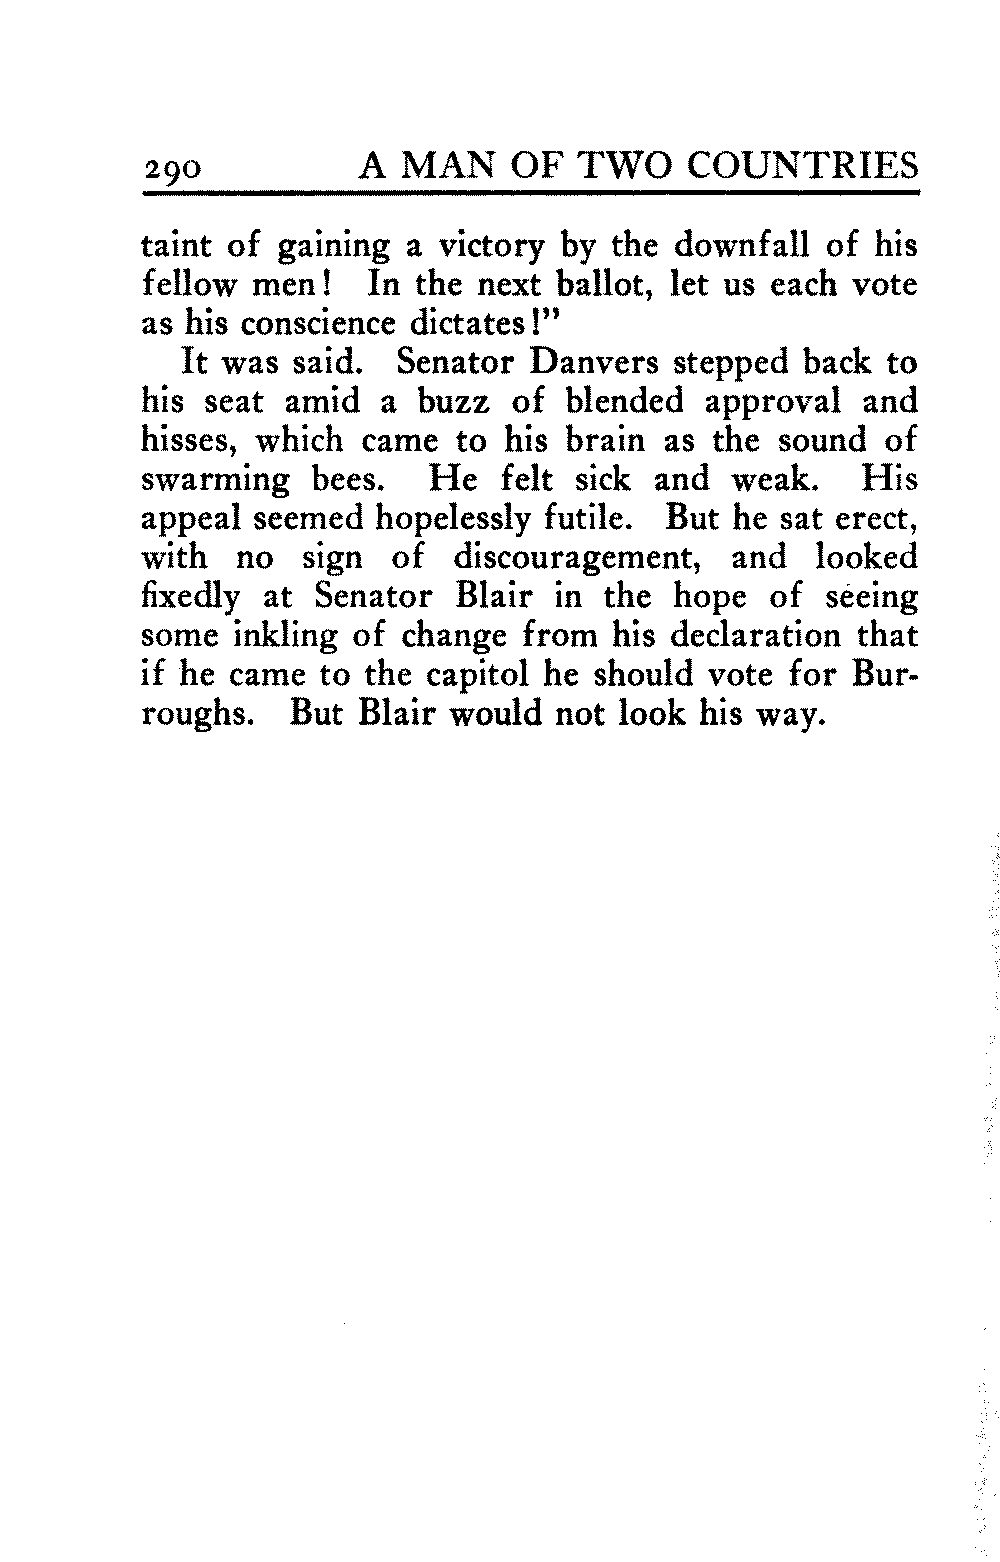 290 A MAN OF TWO COUNTRIES
taint of gaining a victory by the downfall of his
fellow men! In the next ballot, let us each vote
as his conscience dictates!"
It was said. Senator Danvers stepped back to
his seat amid a buzz of blended approval and
hisses, which came to his brain as the sound of
swarming bees. He felt sick and weak. His
appeal seemed hopelessly futile. But he sat erect,
with no sign of discouragement, and looked
fixedly at Senator Blair in the hope of seeing
some inkling of change from his declaration that
if he came to the capitol he should vote for Bur-
roughs. But Blair would not look his way.